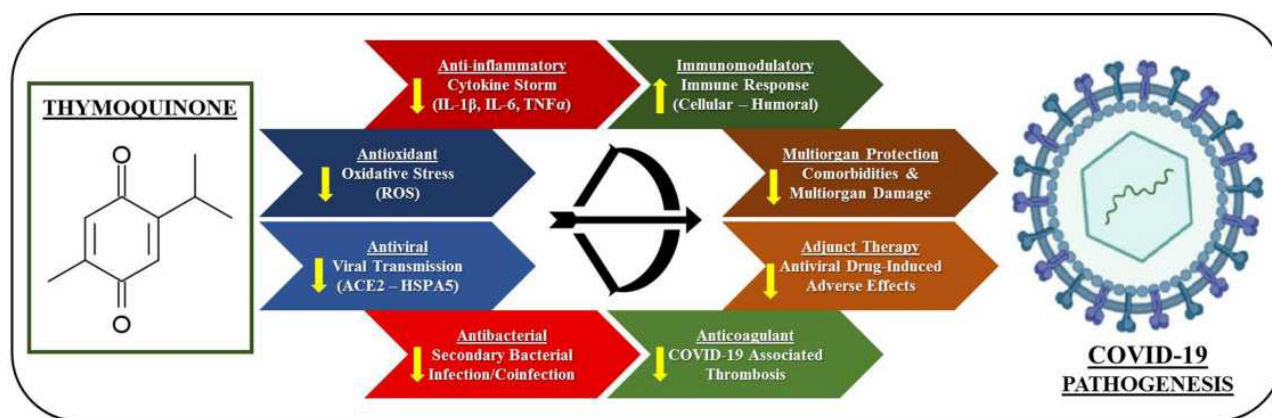 THYMOQUINONE
O
O
Anti-inflammatory
Cytokine Storm
(IL-1β, IL-6, TNFα)
Immunomodulatory
Immune Response
(Cellular – Humoral)
Antioxidant
Oxidative Stress
(ROS)
Multiorgan Protection
Comorbidities &
Multiorgan Damage
Antiviral
Viral Transmission
(ACE2 – HSPA5)
Adjunct Therapy
Antiviral Drug-Induced
Adverse Effects
Antibacterial
Secondary Bacterial
Infection/Coinfection
Anticoagulant
COVID-19 Associated
Thrombosis
COVID-19
PATHOGENESIS